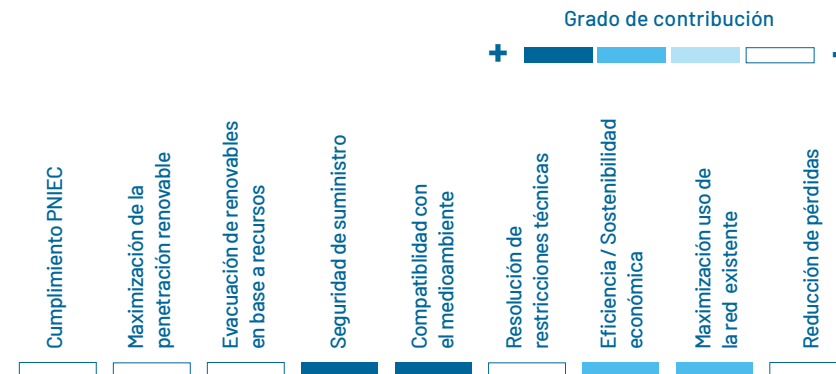 Grado de contribución
+
Cumplimiento PNIEC
Maximización de la
penetración renovable
Evacuación de renovables
en base a recursos
Seguridad de suministro
Compatiblidad con
el medioambiente
Resolución de
restricciones técnicas
Eficiencia / Sostenibilidad
económica
Maximización uso de
la red existente
Reducción de pérdidas